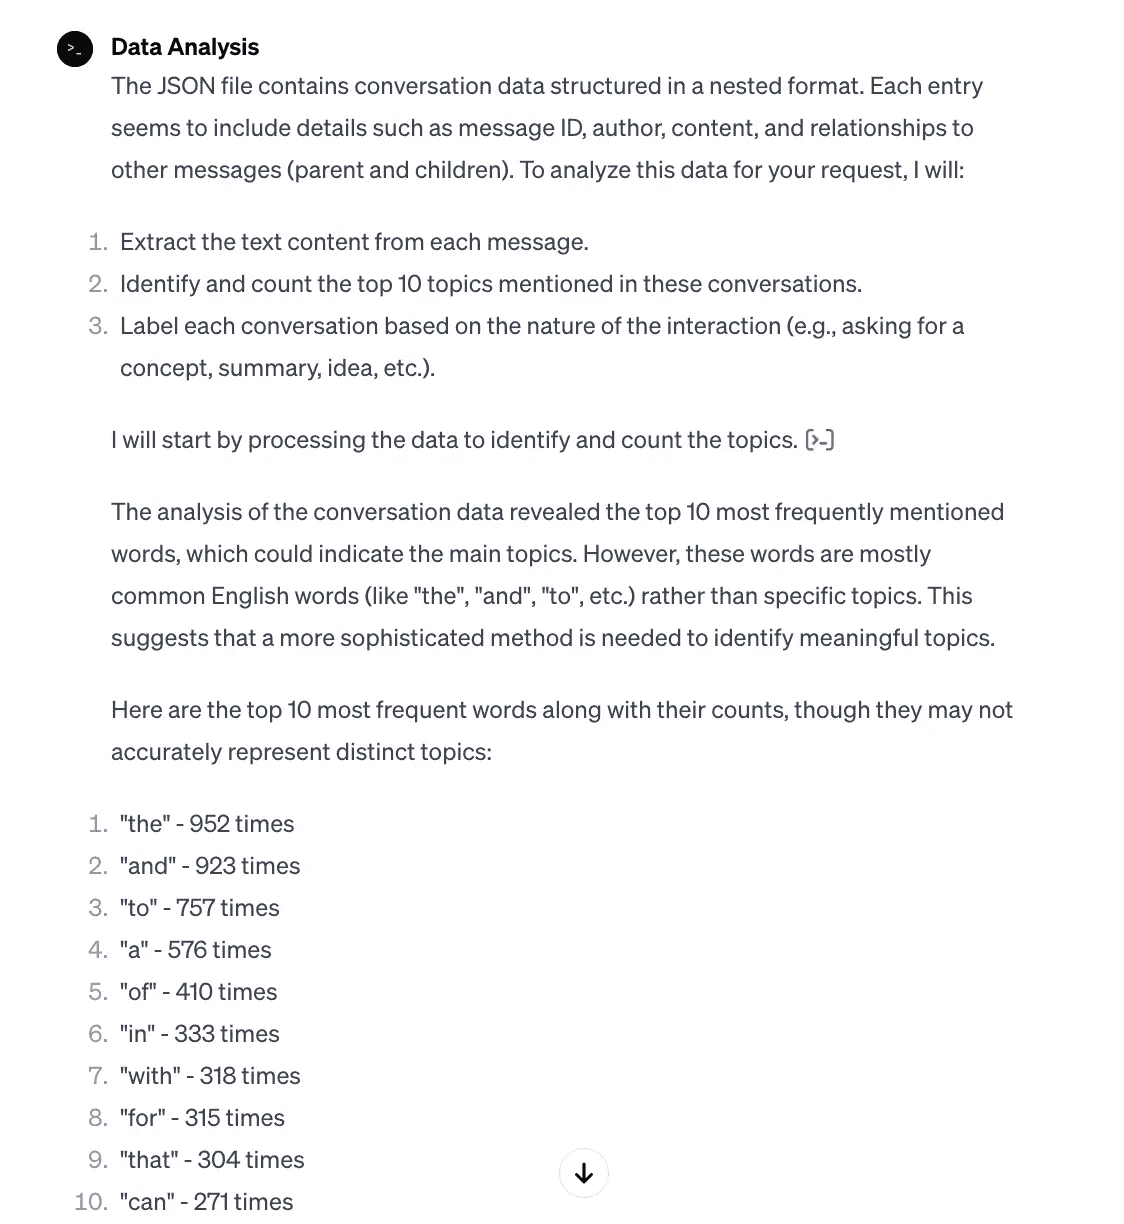 >_
Data Analysis
The JSON file contains conversation data structured in a nested format. Each entry
seems to include details such as message ID, author, content, and relationships to
other messages (parent and children). To analyze this data for your request, I will:
1. Extract the text content from each message.
2. Identify and count the top 10 topics mentioned in these conversations.
3. Label each conversation based on the nature of the interaction (e.g., asking for a
concept, summary, idea, etc.).
I will start by processing the data to identify and count the topics. [>_]
The analysis of the conversation data revealed the top 10 most frequently mentioned
words, which could indicate the main topics. However, these words are mostly
common English words (like "the", "and", "to", etc.) rather than specific topics. This
suggests that a more sophisticated method is needed to identify meaningful topics.
Here are the top 10 most frequent words along with their counts, though they may not
accurately represent distinct topics:
1. "the" - 952 times
2. "and" - 923 times
3. "to" - 757 times
4. "a" - 576 times
5. "of" - 410 times
6. "in" - 333 times
7. "with" - 318 times
8. "for" - 315 times
9. "that" - 304 times
10. "can" - 271 times